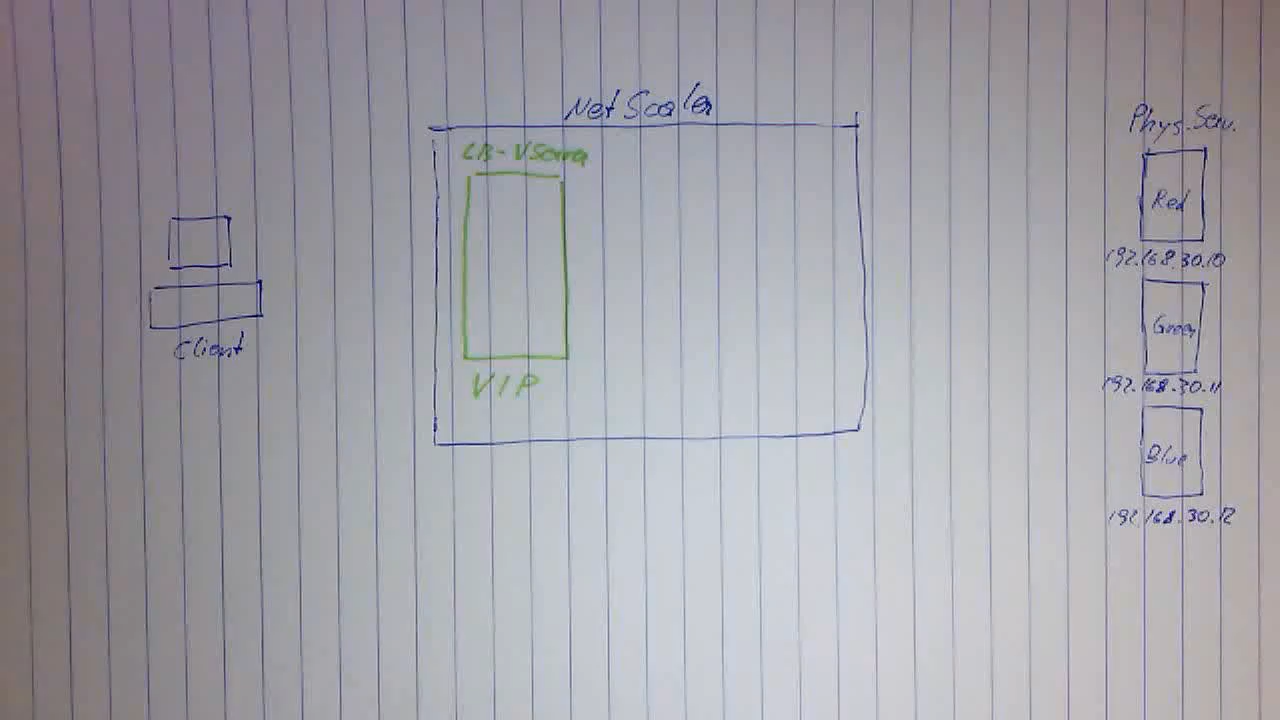 NetScaler
LB-VServer
VIP
Client
Phys.Serv.
Red
192.168.30.10
Green
192.168.30.11
Blue
192.168.30.12